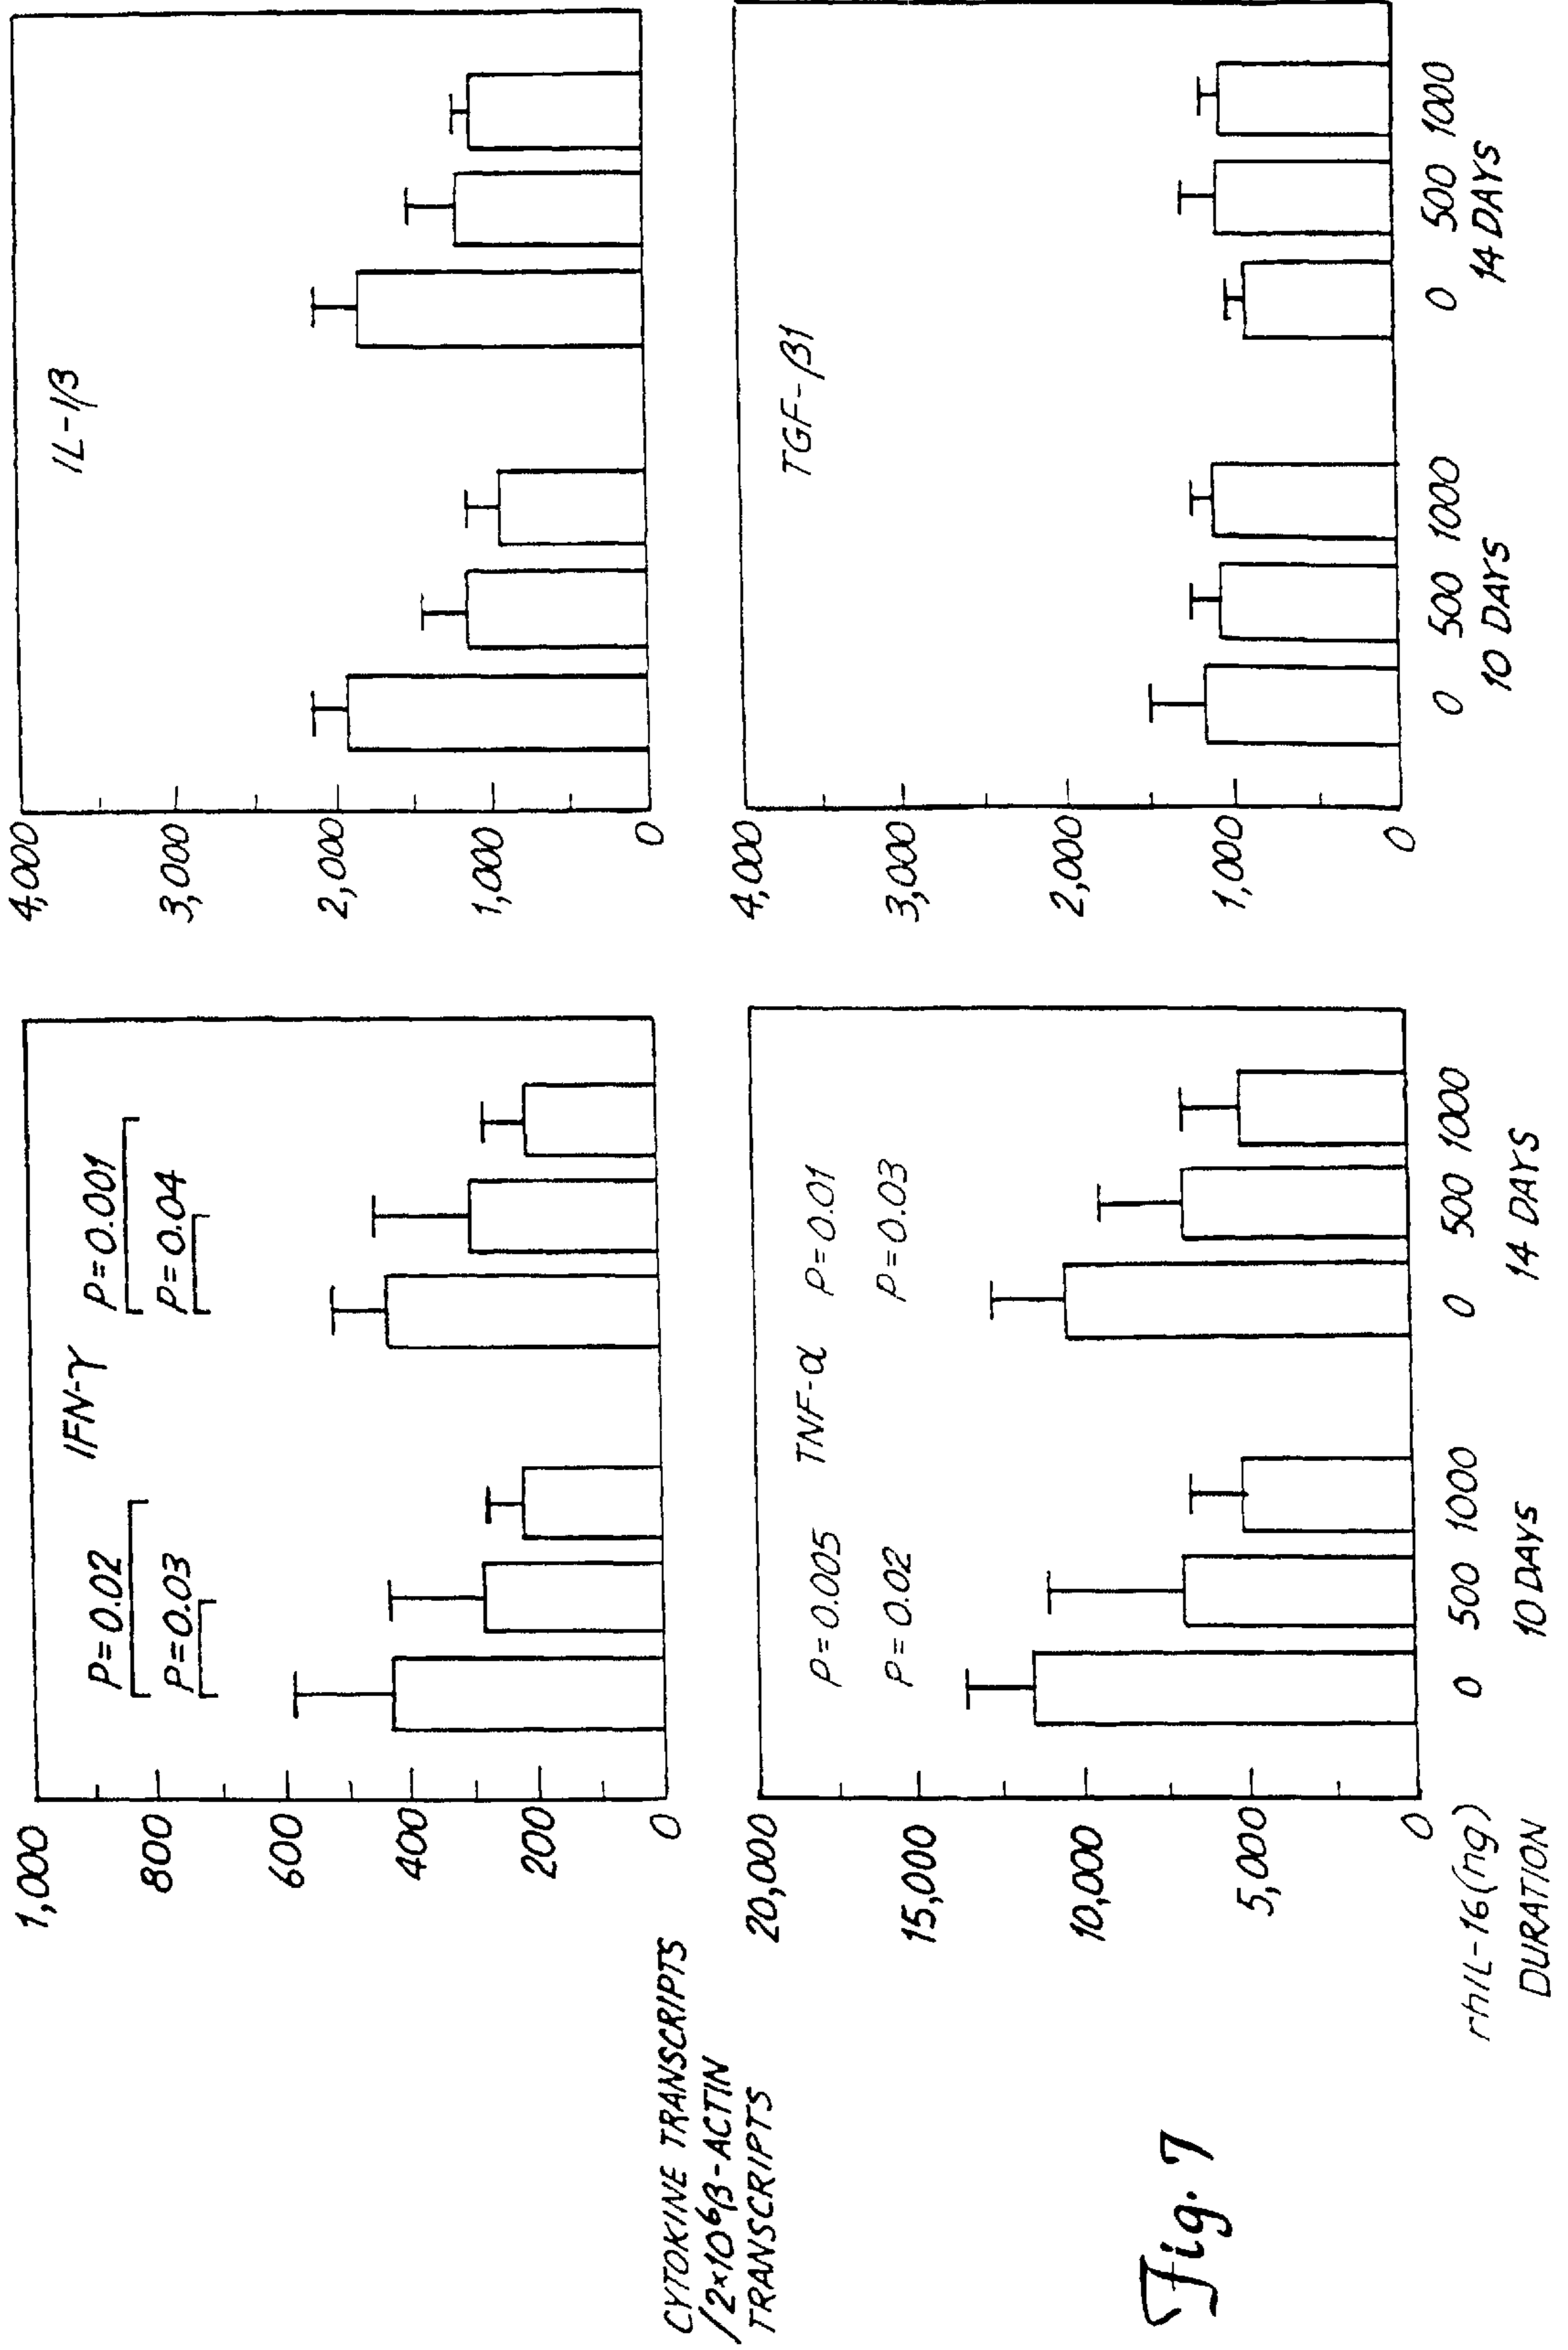 1,000
800
600
400
200
0
P=0.02
P=0.03
IFN-γ
P=0.001
P=0.04
4,000
3,000
2,000
1,000
0
IL-1β
CYTOKINE TRANSCRIPTS
/2×10⁶β-ACTIN
TRANSCRIPTS
20,000
15,000
10,000
5,000
0
P=0.005 TNF-α P=0.01
P=0.02 P=0.03
4,000
3,000
2,000
1,000
0
TGF-β1
rhIL-16(ng) 0 500 1000 0 500 1000 0 500 1000 0 500 1000
DURATION 10 DAYS 14 DAYS 10 DAYS 14 DAYS
Fig. 7